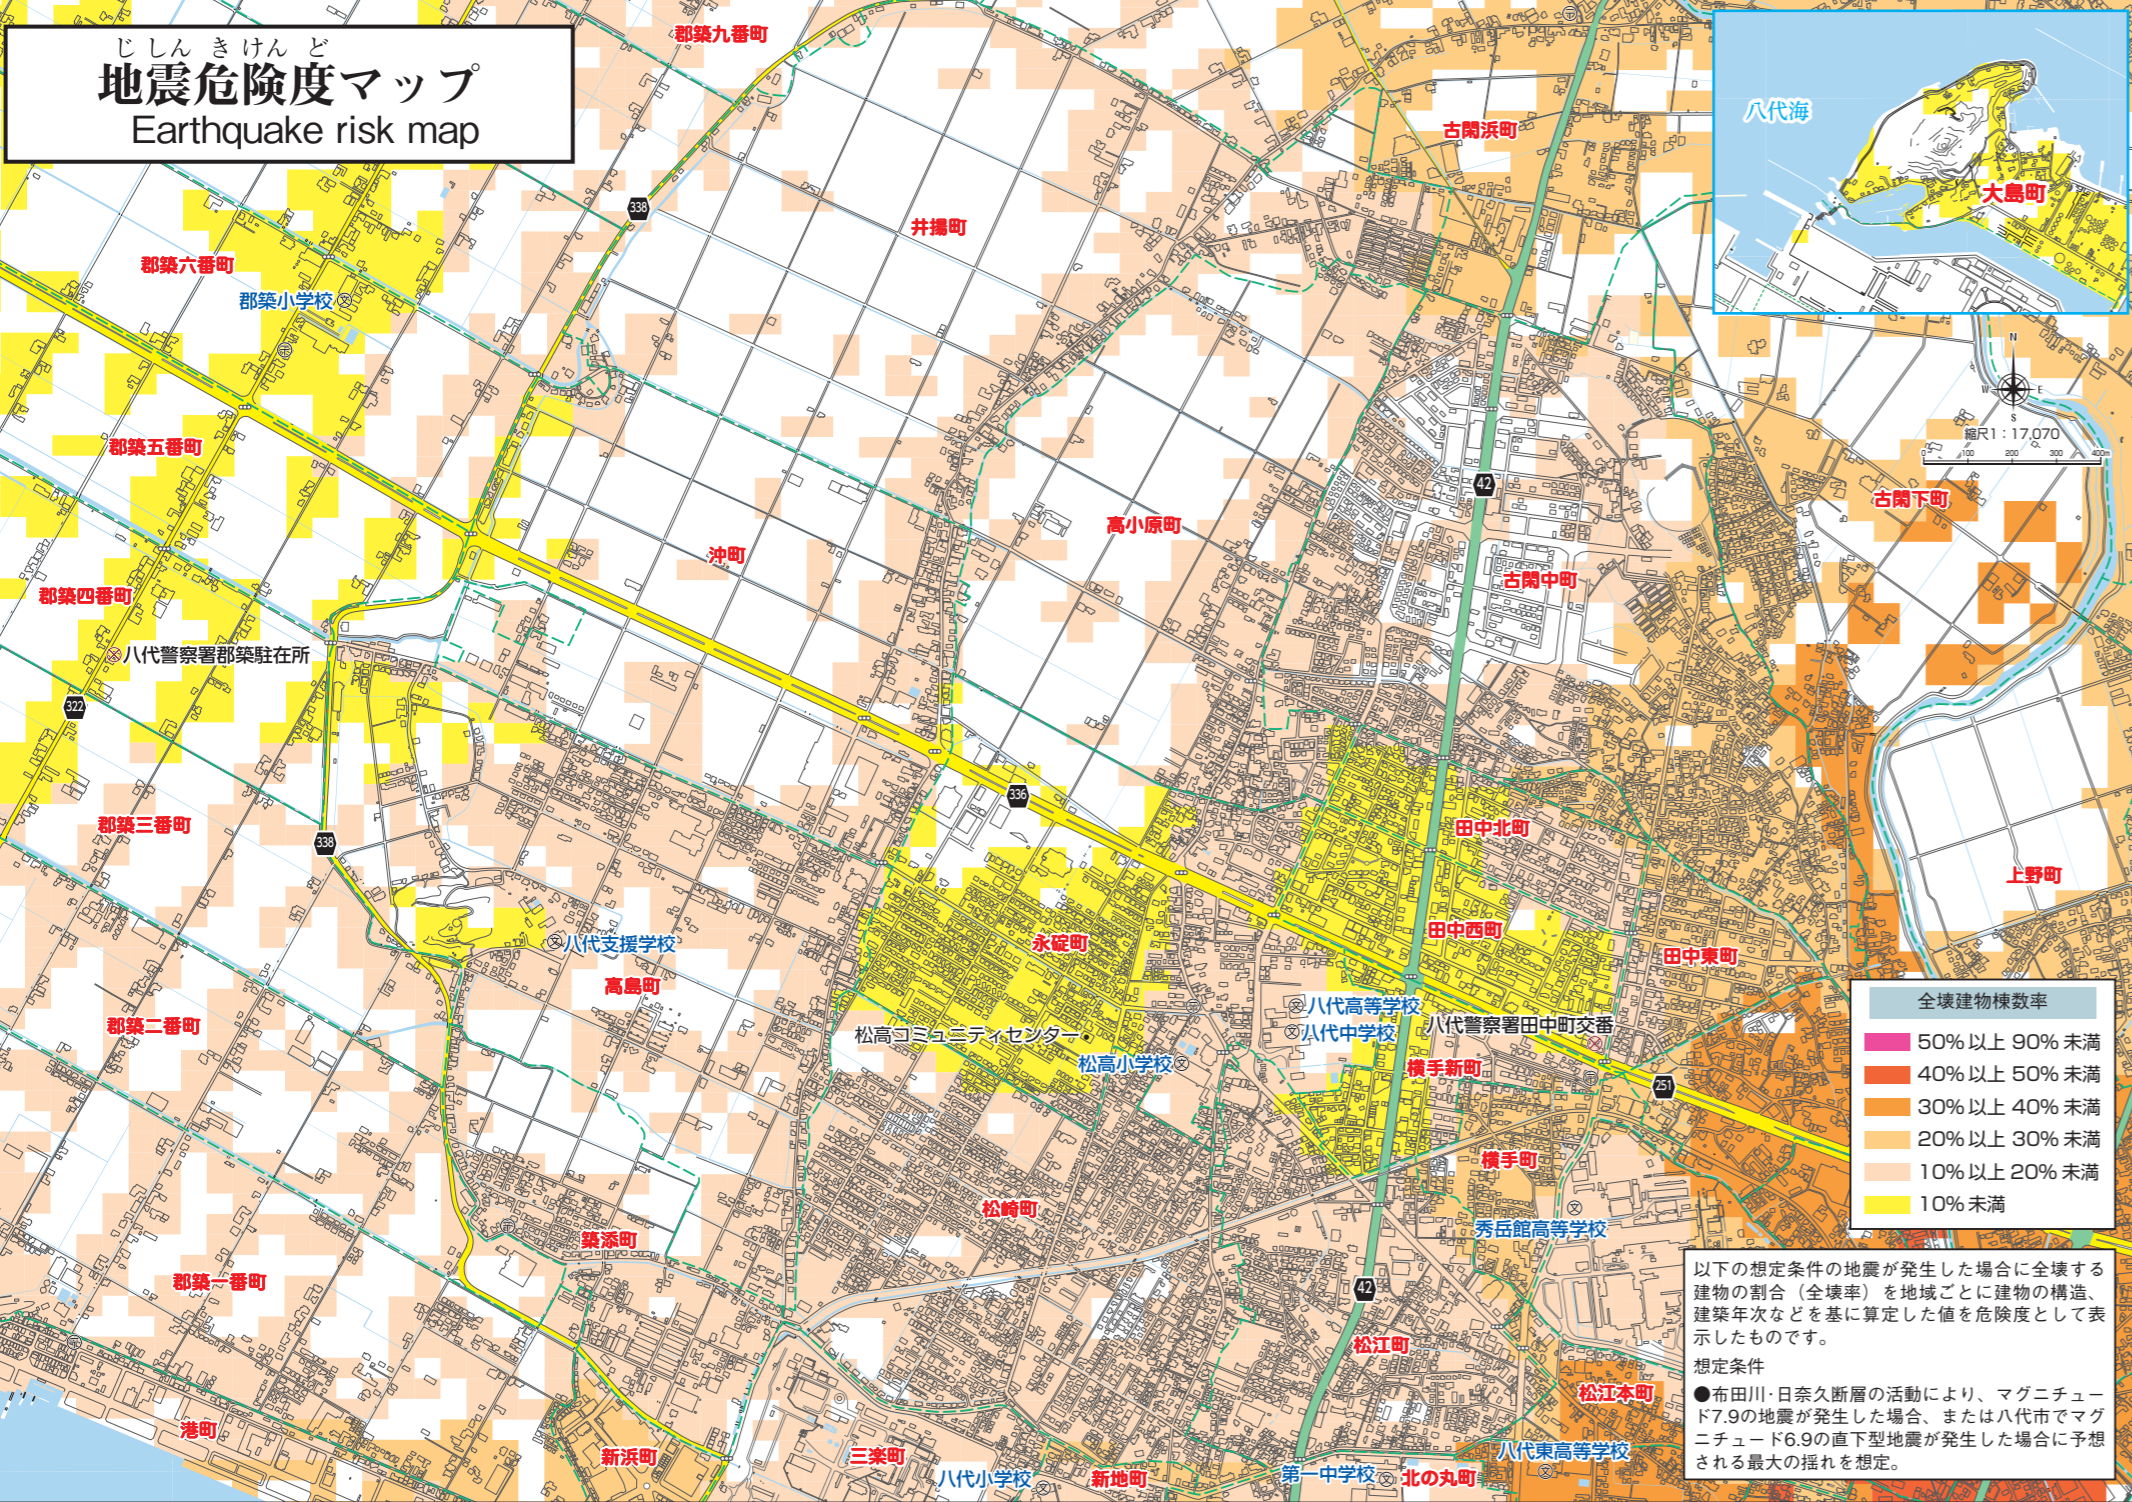 じしんきけんど
地震危険度マップ
Earthquake risk map
郡築九番町
古閑浜町
八代海
大島町
338
井揚町
郡築六番町
郡築小学校
N
W
E
S
縮尺1：17,070
0
100
200
300
400m
郡築五番町
42
古閑下町
高小原町
沖町
古閑中町
郡築四番町
八代警察署郡築駐在所
322
336
郡築三番町
338
田中北町
上野町
永碇町
田中西町
田中東町
八代支援学校
高島町
郡築二番町
八代高等学校
八代中学校
八代警察署田中町交番
松高コミュニティセンター
松高小学校
横手新町
251
横手町
松崎町
秀岳館高等学校
築添町
郡築一番町
42
松江町
松江本町
港町
新浜町
三楽町
八代小学校
新地町
第一中学校
北の丸町
八代東高等学校
全壊建物棟数率
50%以上 90%未満
40%以上 50%未満
30%以上 40%未満
20%以上 30%未満
10%以上 20%未満
10%未満
以下の想定条件の地震が発生した場合に全壊する
建物の割合（全壊率）を地域ごとに建物の構造、
建築年次などを基に算定した値を危険度として表
示したものです。
想定条件
●布田川・日奈久断層の活動により、マグニチュー
ド7.9の地震が発生した場合、または八代市でマグ
ニチュード6.9の直下型地震が発生した場合に予想
される最大の揺れを想定。